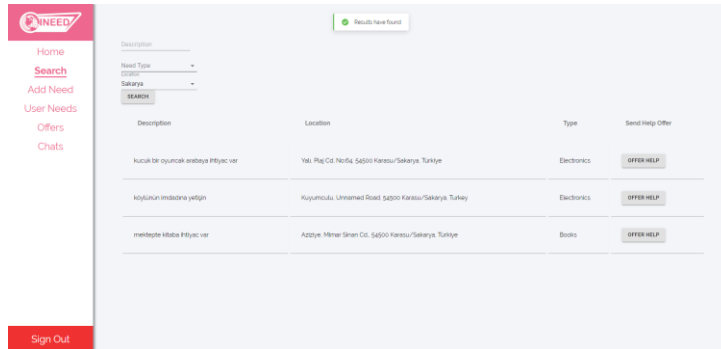 INEED
Home
Search
Add Need
User Needs
Offers
Chats
Sign Out
Results have found
Description
Need Type
Location
Sakarya
SEARCH
Description Location Type Send Help Offer
kucuk bir oyuncak arabaya ihtiyac var Yalı, Plaj Cd. No:64, 54500 Karasu/Sakarya, Türkiye Electronics OFFER HELP
köylünün imdadına yetişin Kuyumculu, Unnamed Road, 54500 Karasu/Sakarya, Turkey Electronics OFFER HELP
mektepte kitaba ihtiyac var Aziziye, Mimar Sinan Cd., 54500 Karasu/Sakarya, Türkiye Books OFFER HELP